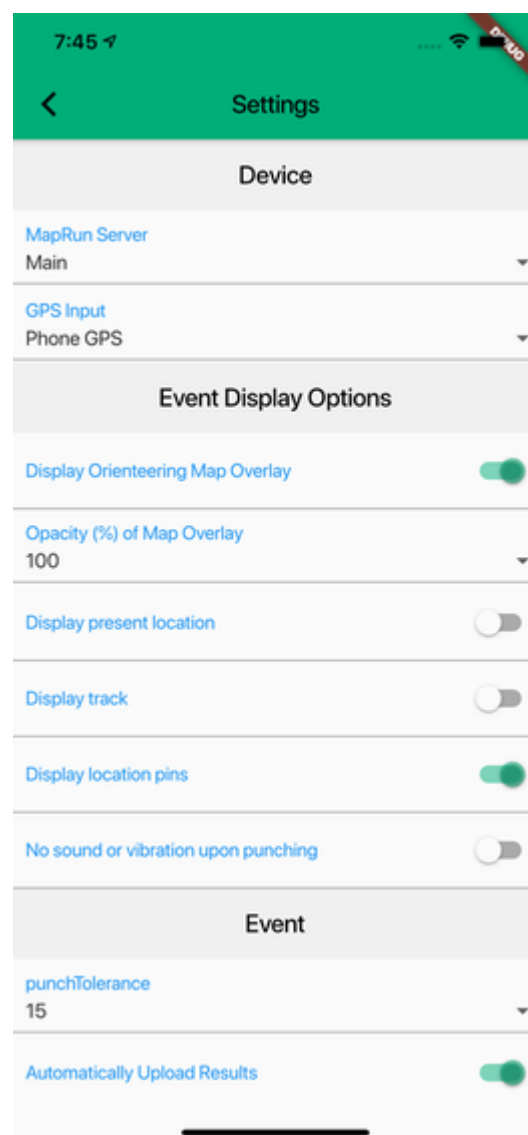 7:45
DEBUG
Settings
Device
MapRun Server
Main
GPS Input
Phone GPS
Event Display Options
Display Orienteering Map Overlay
Opacity (%) of Map Overlay
100
Display present location
Display track
Display location pins
No sound or vibration upon punching
Event
punchTolerance
15
Automatically Upload Results